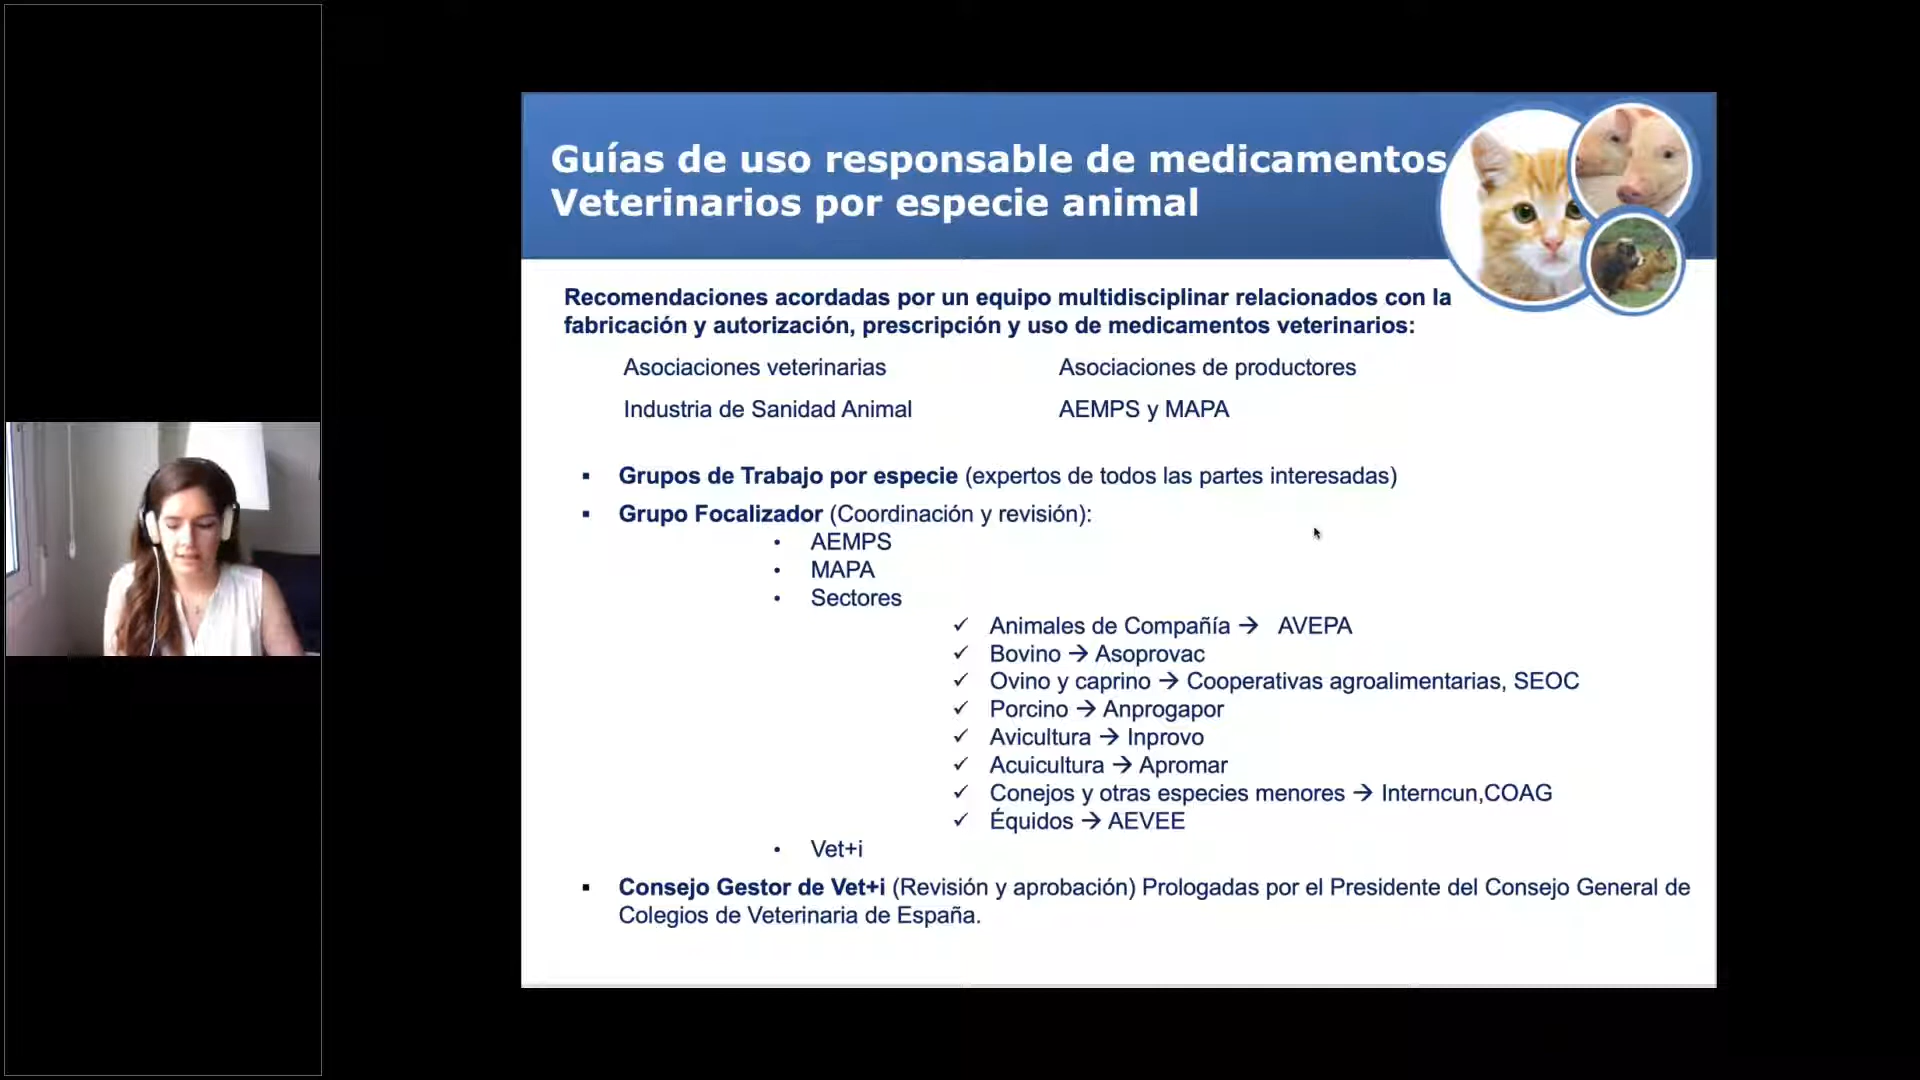 Guías de uso responsable de medicamentos
Veterinarios por especie animal
Recomendaciones acordadas por un equipo multidisciplinar relacionados con la
fabricación y autorización, prescripción y uso de medicamentos veterinarios:
Asociaciones veterinarias Asociaciones de productores
Industria de Sanidad Animal AEMPS y MAPA
▪ Grupos de Trabajo por especie (expertos de todos las partes interesadas)
▪ Grupo Focalizador (Coordinación y revisión):
• AEMPS
• MAPA
• Sectores
✓ Animales de Compañía → AVEPA
✓ Bovino → Asoprovac
✓ Ovino y caprino → Cooperativas agroalimentarias, SEOC
✓ Porcino → Anprogapor
✓ Avicultura → Inprovo
✓ Acuicultura → Apromar
✓ Conejos y otras especies menores → Interncun,COAG
✓ Équidos → AEVEE
• Vet+i
▪ Consejo Gestor de Vet+i (Revisión y aprobación) Prologadas por el Presidente del Consejo General de
Colegios de Veterinaria de España.